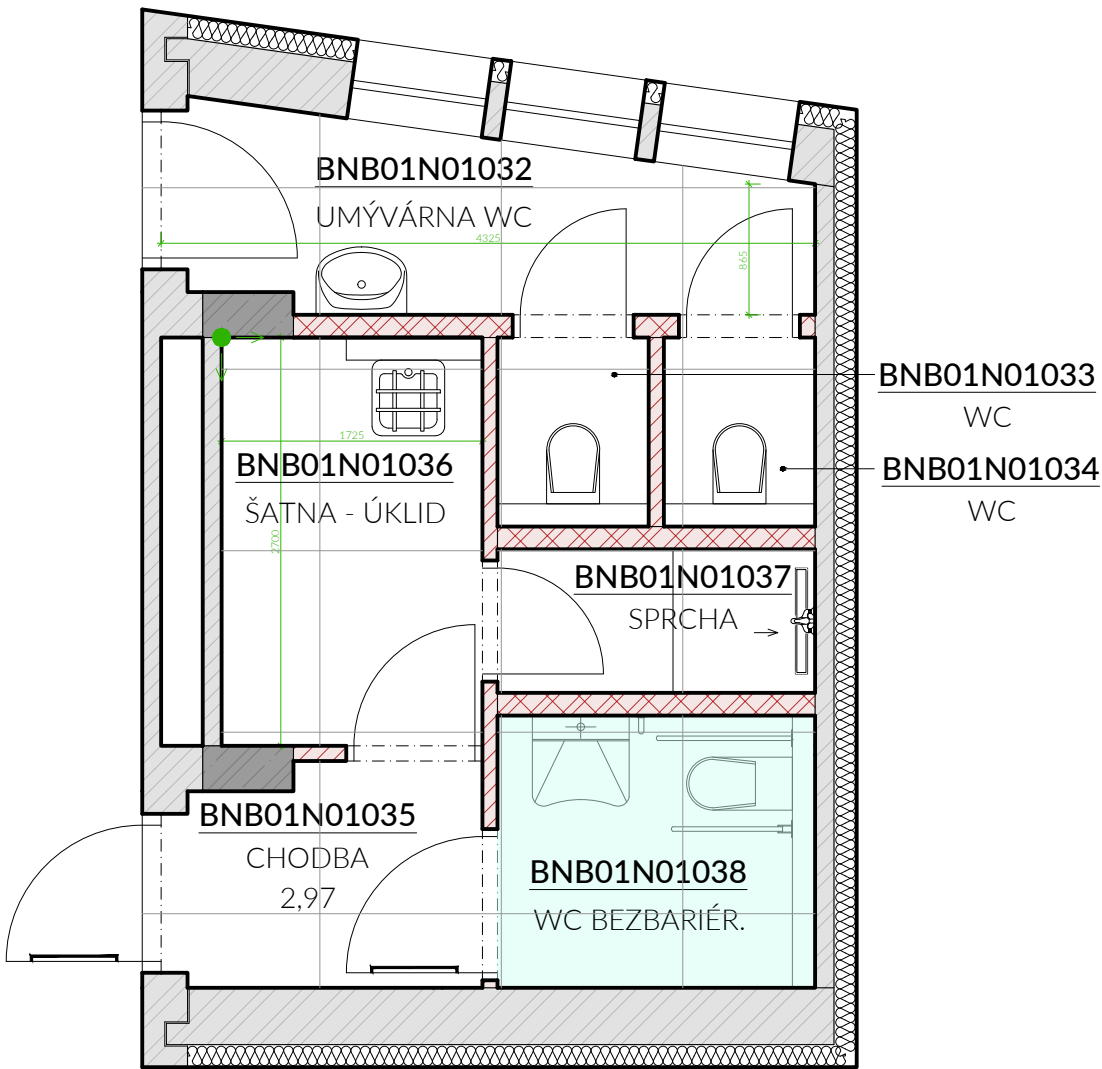 BNB01N01032
UMÝVÁRNA WC
4325
865
BNB01N01033
WC
1725
BNB01N01036
ŠATNA - ÚKLID
2700
BNB01N01034
WC
BNB01N01037
SPRCHA
BNB01N01035
CHODBA
2,97
BNB01N01038
WC BEZBARIÉR.